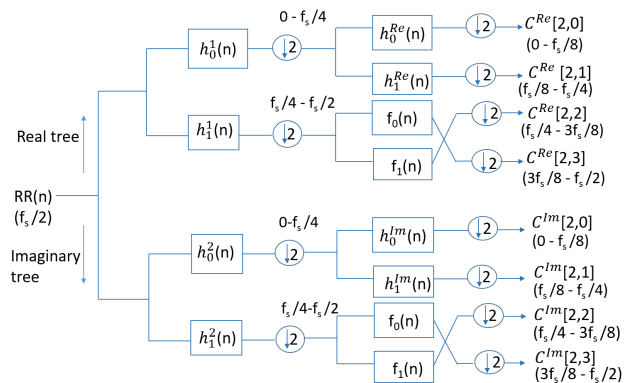 0 - fₛ/4
h₀¹(n)
↓2
h₀ᴿᵉ(n)
↓2
Cᴿᵉ[2,0]
(0 - fₛ/8)
h₁ᴿᵉ(n)
↓2
Cᴿᵉ[2,1]
(fₛ/8 - fₛ/4)
fₛ/4 - fₛ/2
h₁¹(n)
↓2
f₀(n)
↓2
Cᴿᵉ[2,2]
(fₛ/4 - 3fₛ/8)
f₁(n)
↓2
Cᴿᵉ[2,3]
(3fₛ/8 - fₛ/2)
Real tree
RR(n)
(fₛ/2)
Imaginary
tree
0-fₛ/4
h₀²(n)
↓2
h₀ᴵᵐ(n)
↓2
Cᴵᵐ[2,0]
(0 - fₛ/8)
h₁ᴵᵐ(n)
↓2
Cᴵᵐ[2,1]
(fₛ/8 - fₛ/4)
fₛ/4-fₛ/2
h₁²(n)
↓2
f₀(n)
↓2
Cᴵᵐ[2,2]
(fₛ/4 - 3fₛ/8)
f₁(n)
↓2
Cᴵᵐ[2,3]
(3fₛ/8 - fₛ/2)